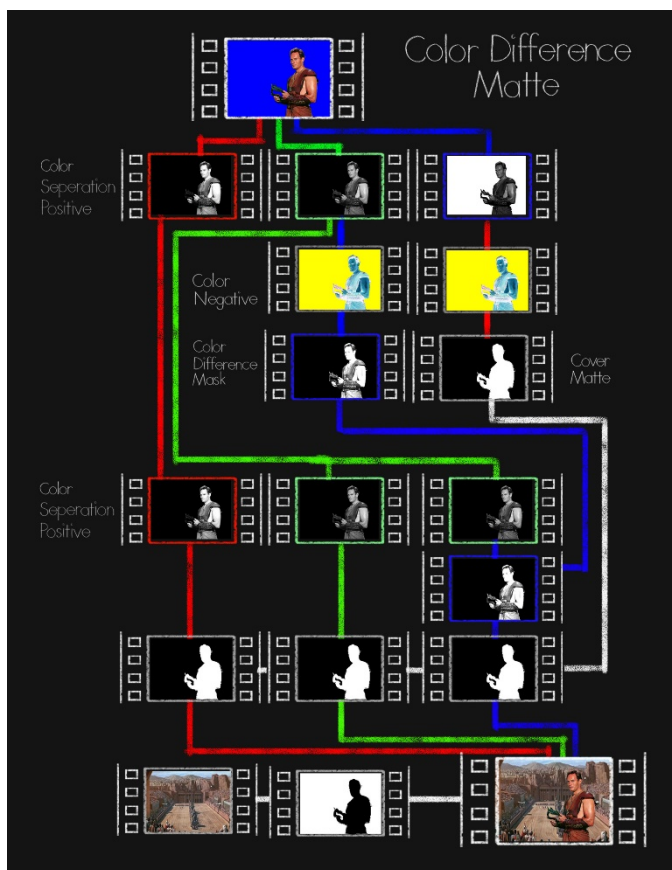 Color Difference
Matte
Color
Seperation
Positive
Color
Negative
Color
Difference
Mask
Cover
Matte
Color
Seperation
Positive